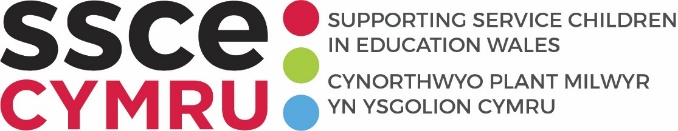 ssce
CYMRU
SUPPORTING SERVICE CHILDREN
IN EDUCATION WALES
CYNORTHWYO PLANT MILWYR
YN YSGOLION CYMRU